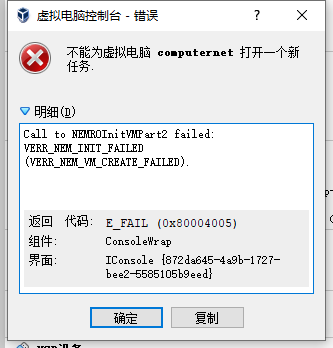 虚拟电脑控制台 - 错误
不能为虚拟电脑 computernet 打开一个新
任务.
明细(D)
Call to NEMR0InitVMPart2 failed:
VERR_NEM_INIT_FAILED
(VERR_NEM_VM_CREATE_FAILED).
返回 代码: E_FAIL (0x80004005)
组件: ConsoleWrap
界面: IConsole {872da645-4a9b-1727-
bee2-5585105b9eed}
确定 复制